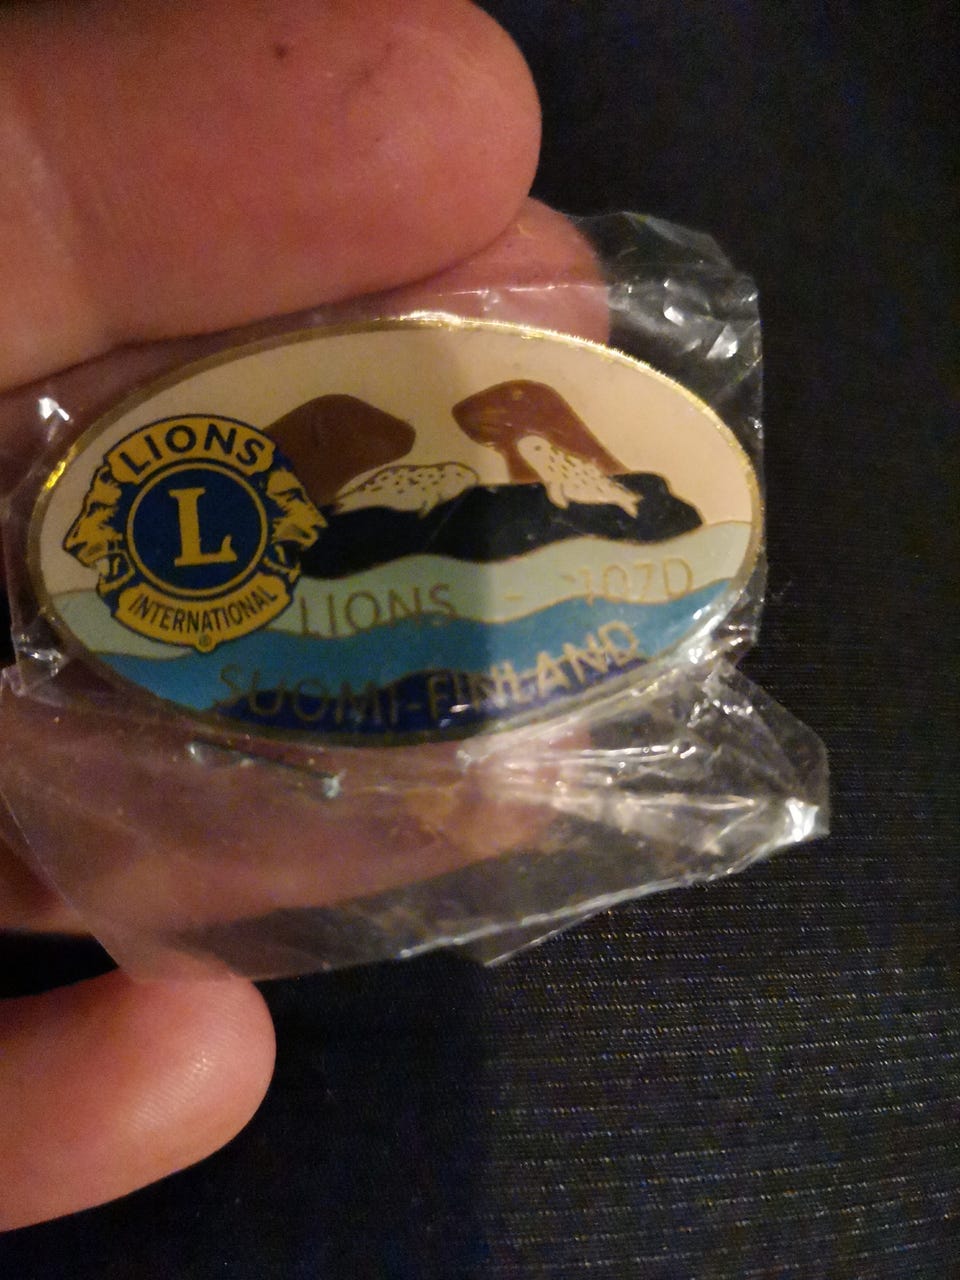 LIONS
L
INTERNATIONAL
®
LIONS - 107D
SUOMI-FINLAND